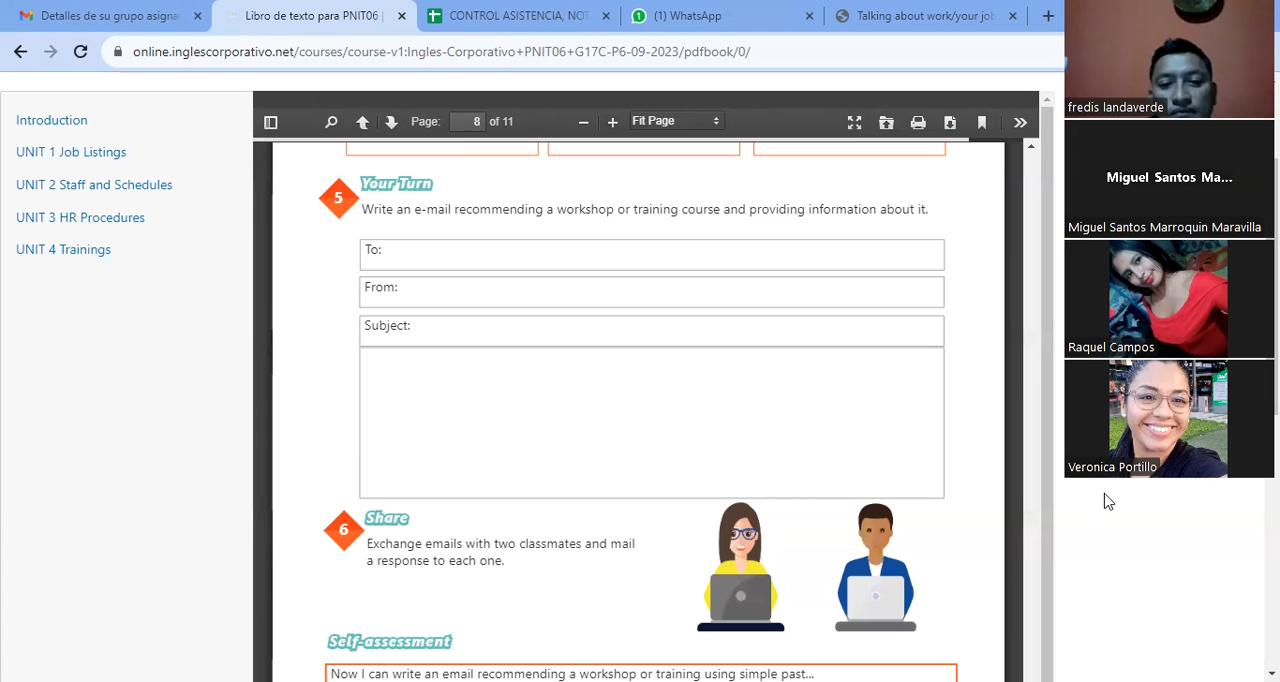 Detalles de su grupo asigna
Libro de texto para PNIT06 |
CONTROL ASISTENCIA, NOT
(1) WhatsApp
Talking about work/your job
online.inglescorporativo.net/courses/course-v1:Ingles-Corporativo+PNIT06+G17C-P6-09-2023/pdfbook/0/
fredis landaverde
Miguel Santos Ma...
Miguel Santos Marroquin Maravilla
Raquel Campos
Veronica Portillo
Introduction
UNIT 1 Job Listings
UNIT 2 Staff and Schedules
UNIT 3 HR Procedures
UNIT 4 Trainings
Page: 8 of 11
Fit Page
5
Your Turn
Write an e-mail recommending a workshop or training course and providing information about it.
To:
From:
Subject:
6
Share
Exchange emails with two classmates and mail
a response to each one.
Self-assessment
Now I can write an email recommending a workshop or training using simple past...